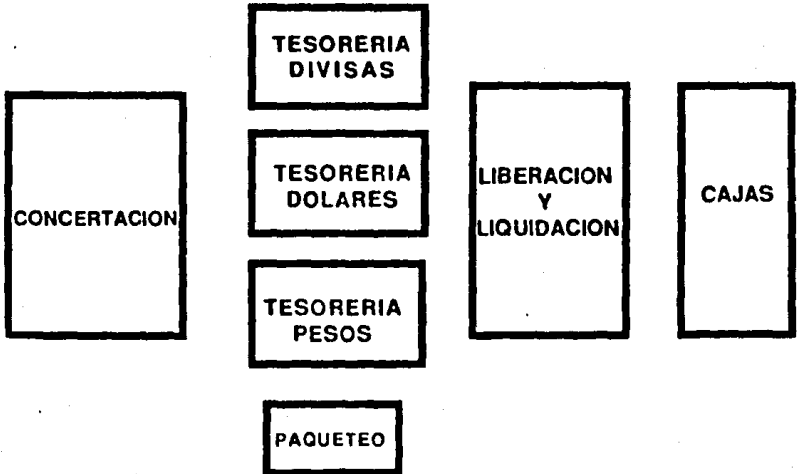 CONCERTACION
TESORERIA
DIVISAS
TESORERIA
DOLARES
TESORERIA
PESOS
PAQUETEO
LIBERACION
Y
LIQUIDACION
CAJAS